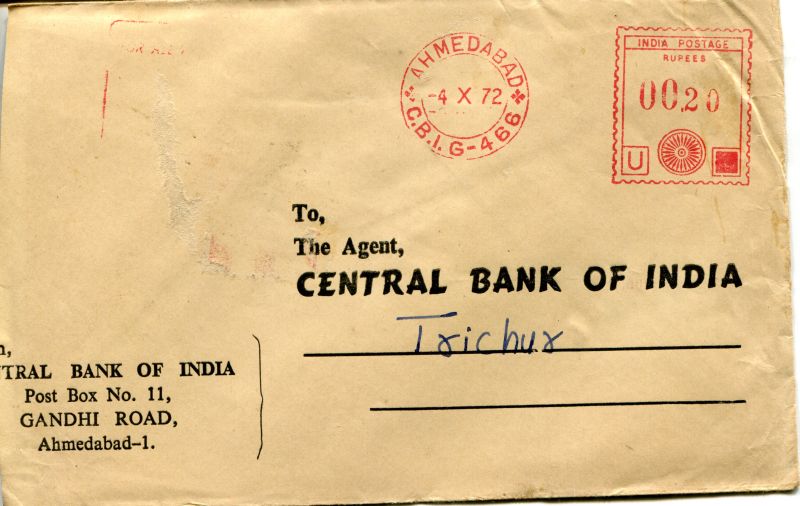 AHMEDABAD
-4 X 72
C.B.I. G-466
INDIA POSTAGE
RUPEES
00.20
U
To,
The Agent,
CENTRAL BANK OF INDIA
Trichur
TRAL BANK OF INDIA
Post Box No. 11,
GANDHI ROAD,
Ahmedabad-1.